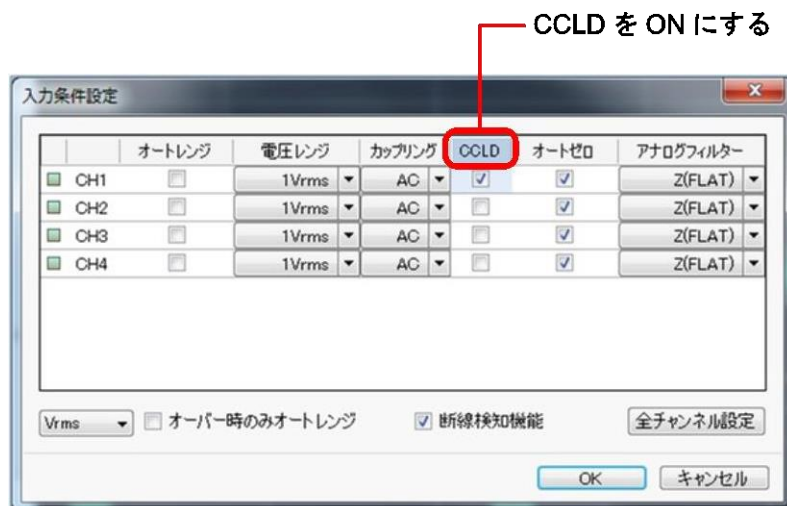 CCLD を ON にする
入力条件設定
オートレンジ 電圧レンジ カップリング CCLD オートゼロ アナログフィルター
CH1 1Vrms AC Z(FLAT)
CH2 1Vrms AC Z(FLAT)
CH3 1Vrms AC Z(FLAT)
CH4 1Vrms AC Z(FLAT)
Vrms オーバー時のみオートレンジ 断線検知機能 全チャンネル設定
OK キャンセル